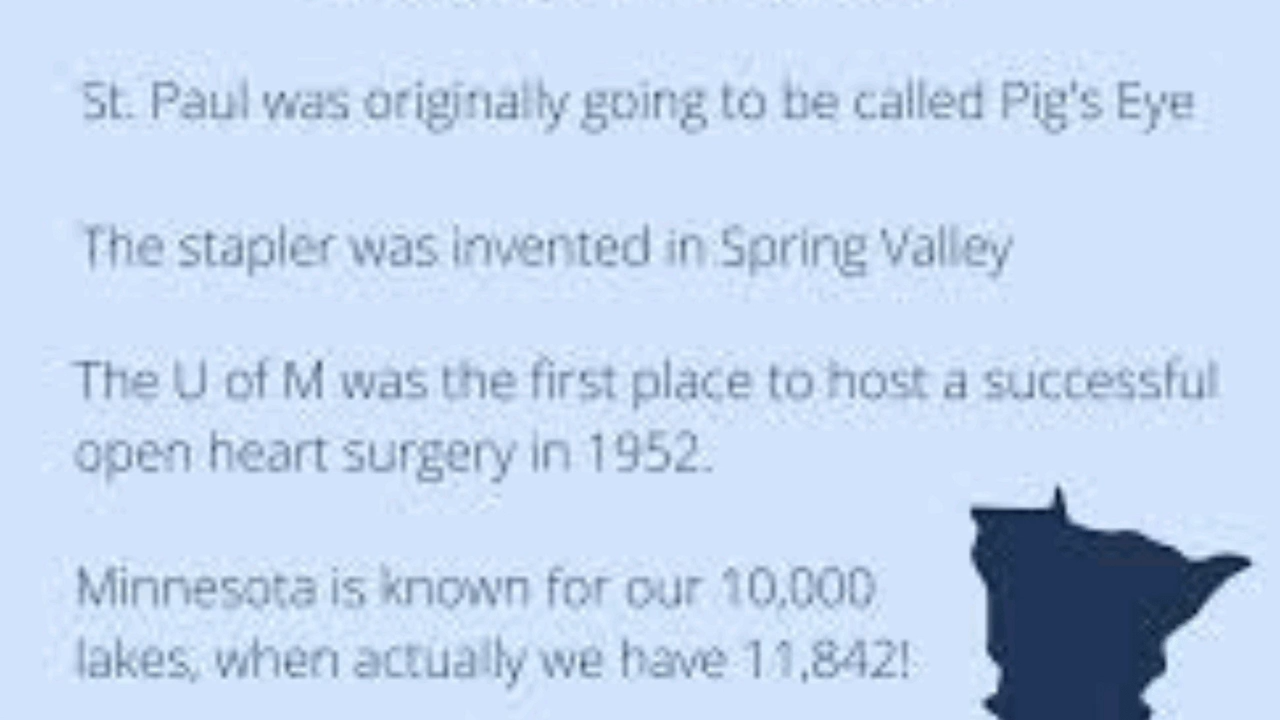 St. Paul was originally going to be called Pig's Eye
The stapler was invented in Spring Valley
The U of M was the first place to host a successful
open heart surgery in 1952.
Minnesota is known for our 10,000
lakes, when actually we have 11,842!